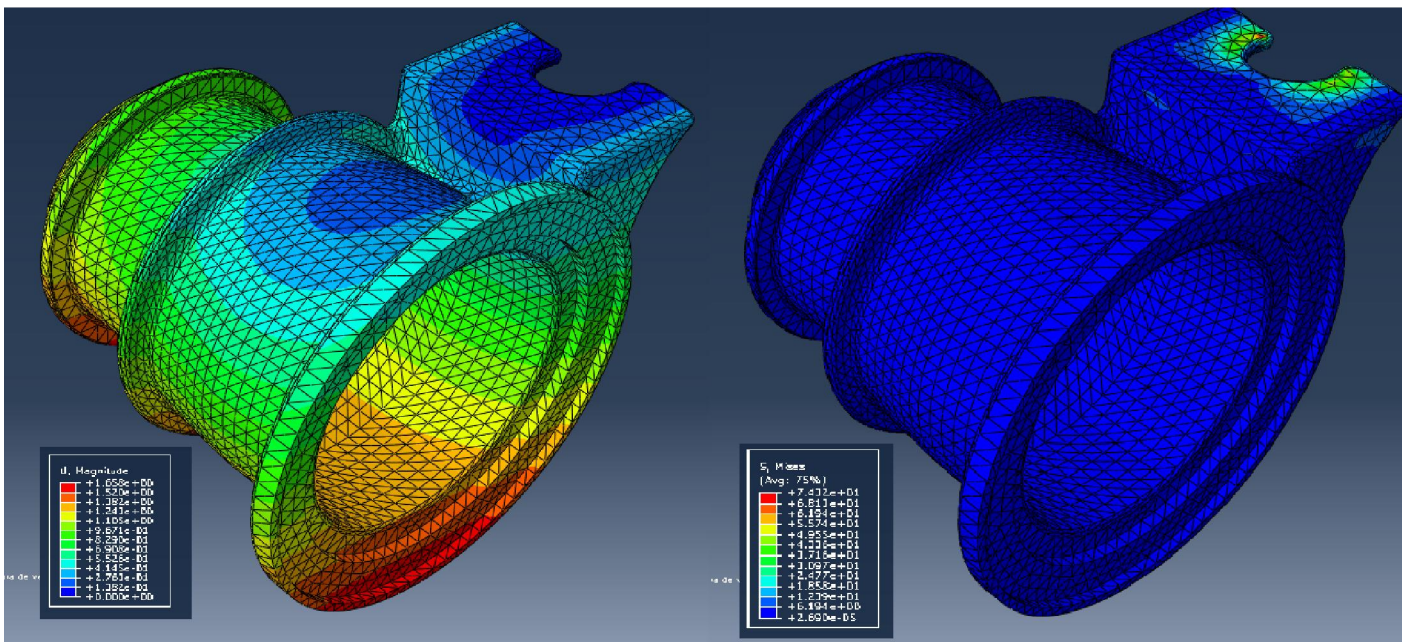 U, Magnitude
+1.658e+00
+1.520e+00
+1.382e+00
+1.243e+00
+1.105e+00
+9.671e-01
+8.290e-01
+6.908e-01
+5.526e-01
+4.145e-01
+2.763e-01
+1.382e-01
+0.000e+00
S, Mises
(Avg: 75%)
+7.432e+01
+6.813e+01
+6.194e+01
+5.574e+01
+4.955e+01
+4.336e+01
+3.716e+01
+3.097e+01
+2.477e+01
+1.858e+01
+1.239e+01
+6.194e+00
+2.690e-05